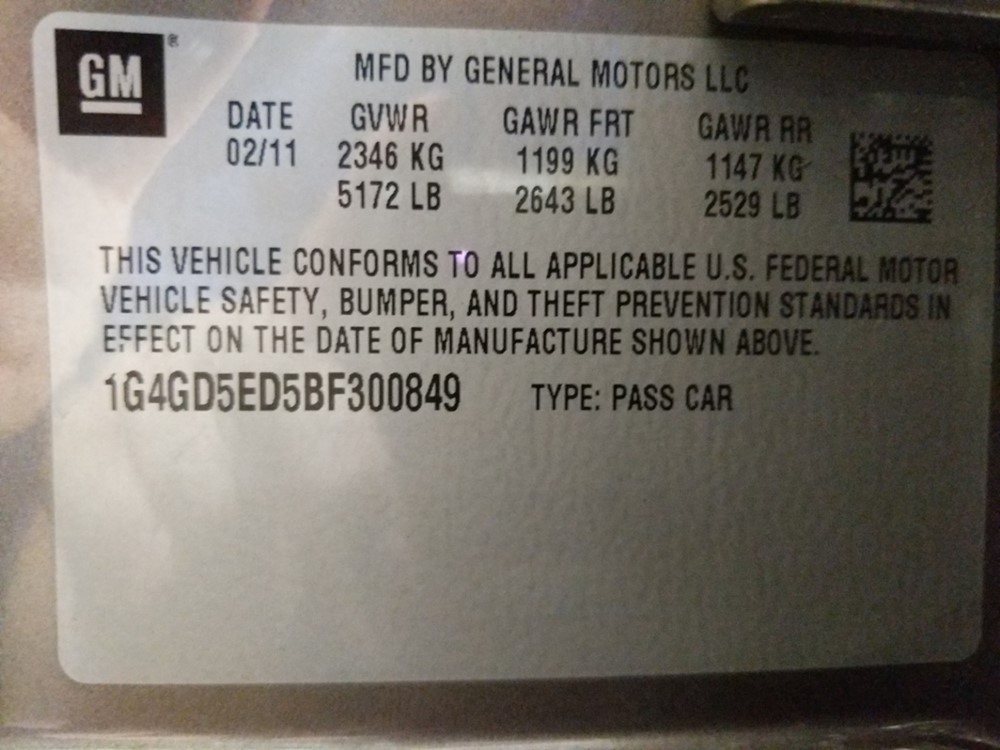 GM®
MFD BY GENERAL MOTORS LLC
DATE GVWR GAWR FRT GAWR RR
02/11 2346 KG 1199 KG 1147 KG
5172 LB 2643 LB 2529 LB
THIS VEHICLE CONFORMS TO ALL APPLICABLE U.S. FEDERAL MOTOR
VEHICLE SAFETY, BUMPER, AND THEFT PREVENTION STANDARDS IN
EFFECT ON THE DATE OF MANUFACTURE SHOWN ABOVE.
1G4GD5ED5BF300849 TYPE: PASS CAR